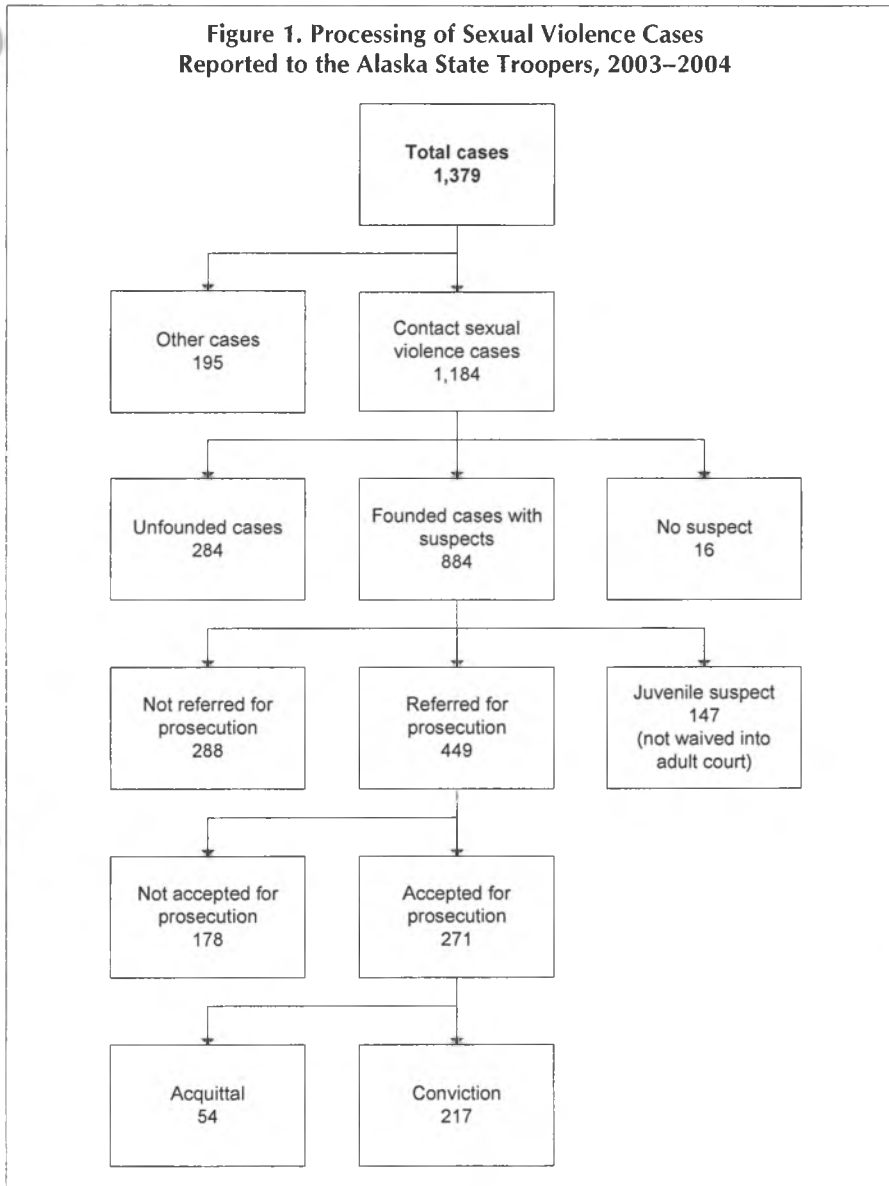 Figure 1. Processing of Sexual Violence Cases
Reported to the Alaska State Troopers, 2003–2004
Total cases
1,379
Other cases
195
Contact sexual
violence cases
1,184
Unfounded cases
284
Founded cases with
suspects
884
No suspect
16
Not referred for
prosecution
288
Referred for
prosecution
449
Juvenile suspect
147
(not waived into
adult court)
Not accepted for
prosecution
178
Accepted for
prosecution
271
Acquittal
54
Conviction
217